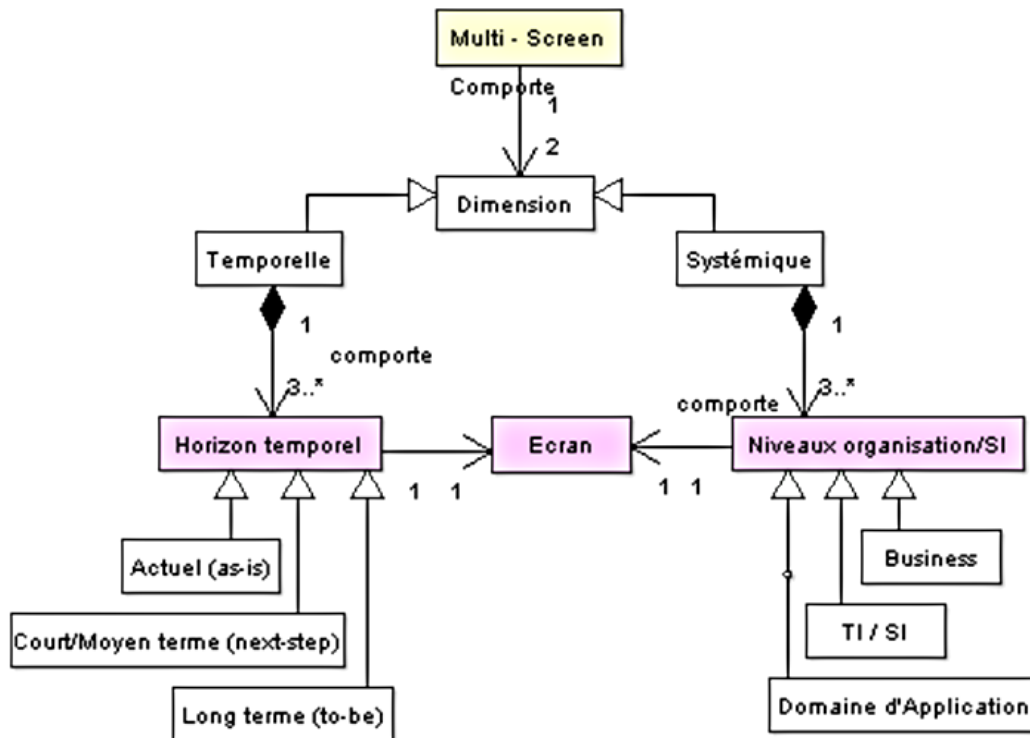 Multi - Screen
Comporte
1
2
Dimension
Temporelle
Systémique
1
1
comporte
3..*
3..*
comporte
Horizon temporel
Ecran
Niveaux organisation/SI
1 1
1 1
Actuel (as-is)
Business
Court/Moyen terme (next-step)
TI / SI
Long terme (to-be)
Domaine d'Application